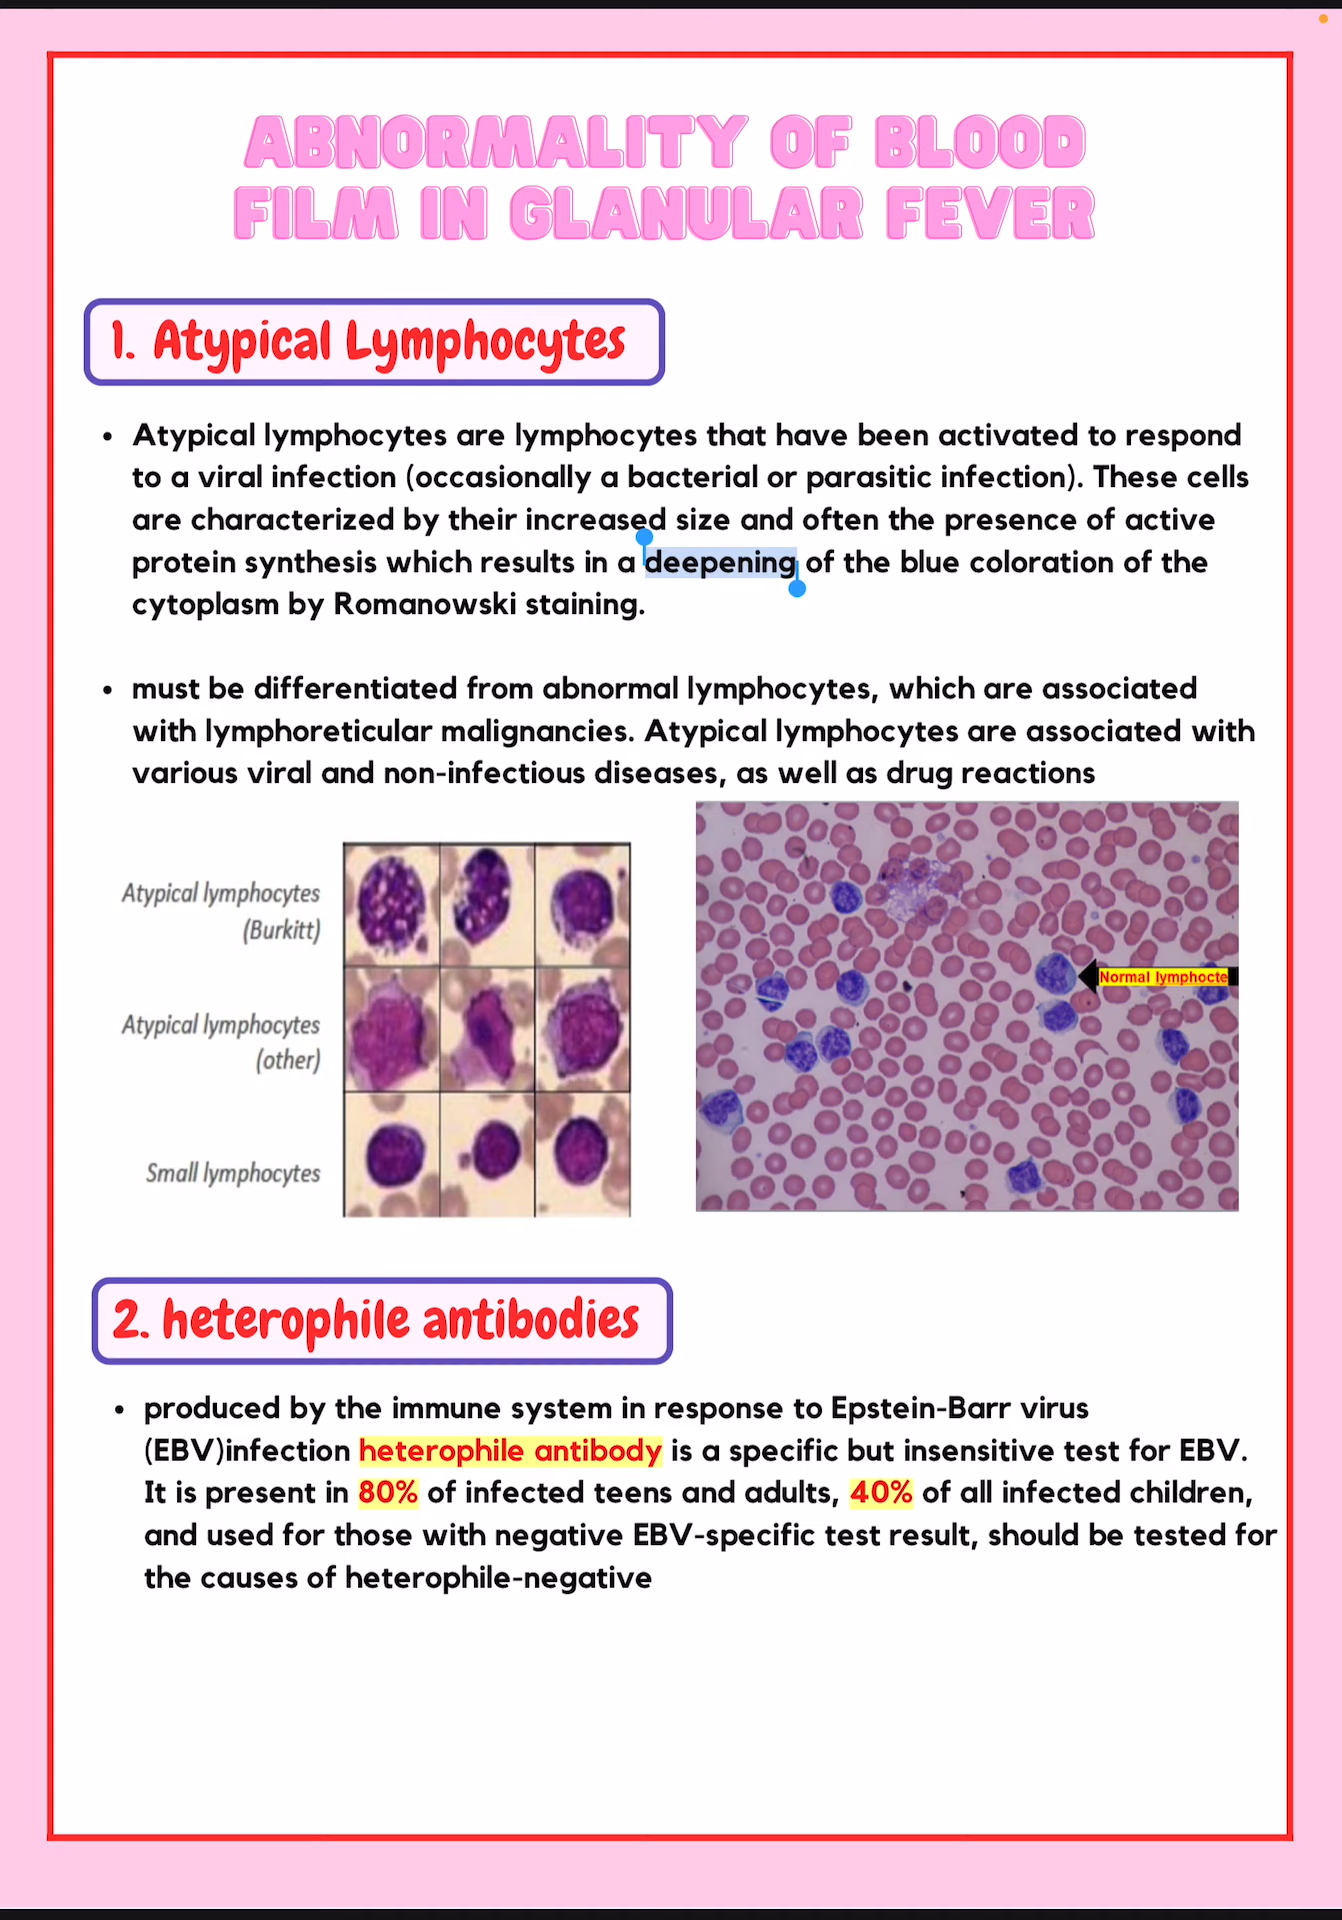 ABNORMALITY OF BLOOD
FILM IN GLANULAR FEVER
1. Atypical Lymphocytes
• Atypical lymphocytes are lymphocytes that have been activated to respond
to a viral infection (occasionally a bacterial or parasitic infection). These cells
are characterized by their increased size and often the presence of active
protein synthesis which results in a deepening of the blue coloration of the
cytoplasm by Romanowski staining.
• must be differentiated from abnormal lymphocytes, which are associated
with lymphoreticular malignancies. Atypical lymphocytes are associated with
various viral and non-infectious diseases, as well as drug reactions
Atypical lymphocytes
(Burkitt)
Atypical lymphocytes
(other)
Small lymphocytes
Normal lymphocte
2. heterophile antibodies
• produced by the immune system in response to Epstein-Barr virus
(EBV)infection heterophile antibody is a specific but insensitive test for EBV.
It is present in 80% of infected teens and adults, 40% of all infected children,
and used for those with negative EBV-specific test result, should be tested for
the causes of heterophile-negative